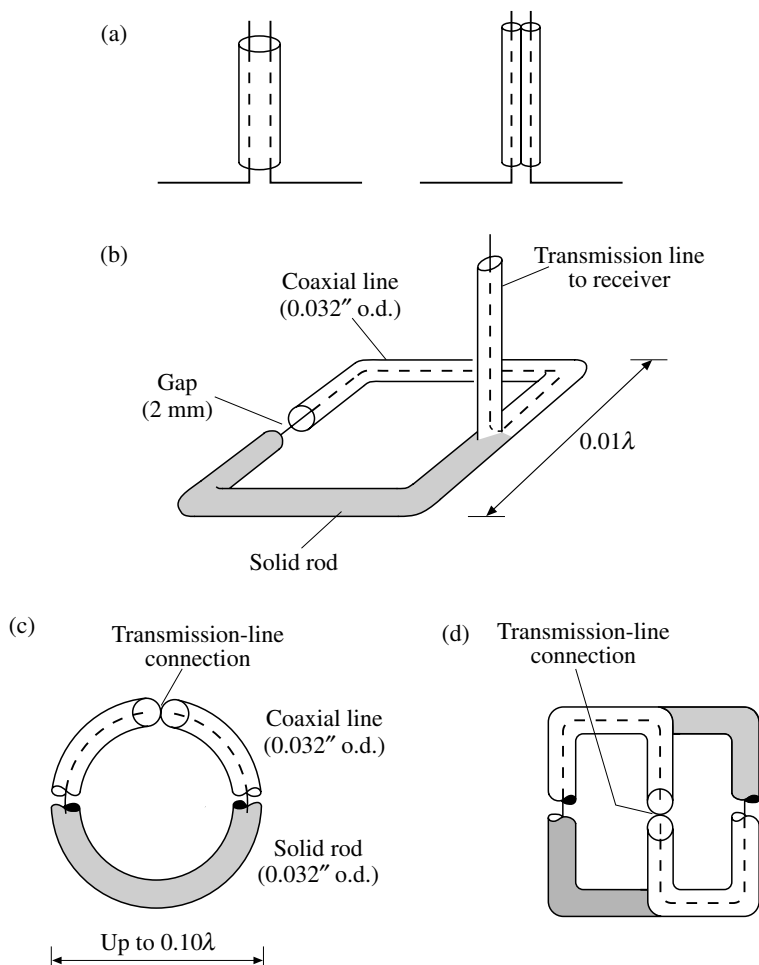 (a)
(b)
Coaxial line
(0.032″ o.d.)
Transmission line
to receiver
Gap
(2 mm)
0.01λ
Solid rod
(c)
Transmission-line
connection
Coaxial line
(0.032″ o.d.)
Solid rod
(0.032″ o.d.)
Up to 0.10λ
(d)
Transmission-line
connection